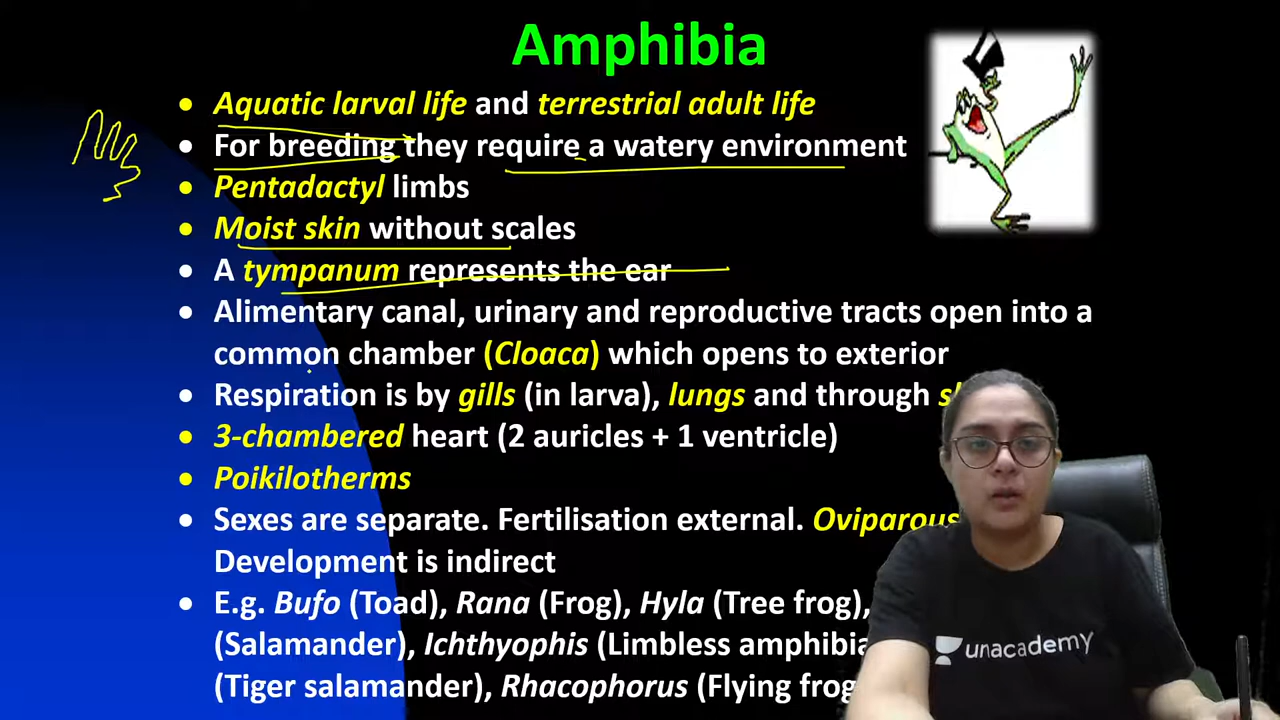 Amphibia
• Aquatic larval life and terrestrial adult life
• For breeding they require a watery environment
• Pentadactyl limbs
• Moist skin without scales
• A tympanum represents the ear
• Alimentary canal, urinary and reproductive tracts open into a
common chamber (Cloaca) which opens to exterior
• Respiration is by gills (in larva), lungs and through
• 3-chambered heart (2 auricles + 1 ventricle)
• Poikilotherms
• Sexes are separate. Fertilisation external. Oviparous
Development is indirect
• E.g. Bufo (Toad), Rana (Frog), Hyla (Tree frog),
(Salamander), Ichthyophis (Limbless amphibia
(Tiger salamander), Rhacophorus (Flying frog
unacademy